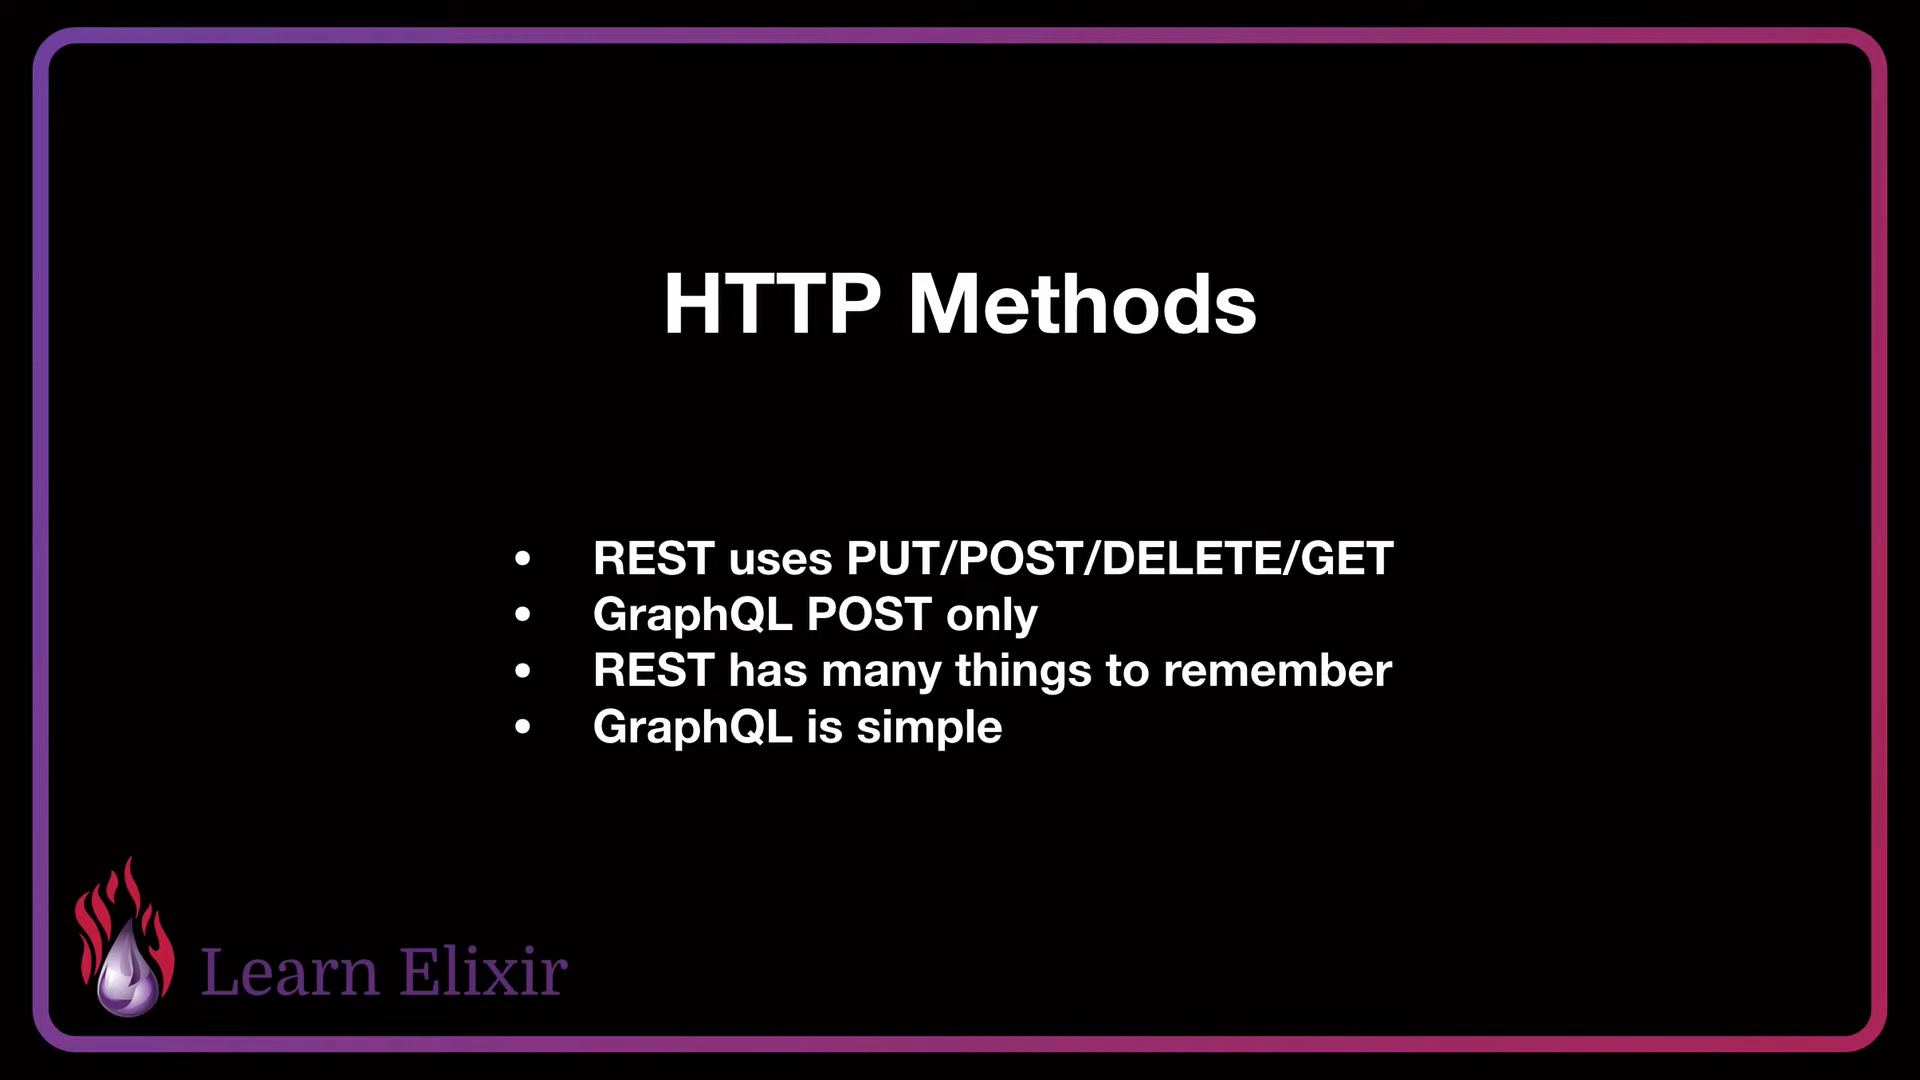 HTTP Methods
• REST uses PUT/POST/DELETE/GET
• GraphQL POST only
• REST has many things to remember
• GraphQL is simple
Learn Elixir